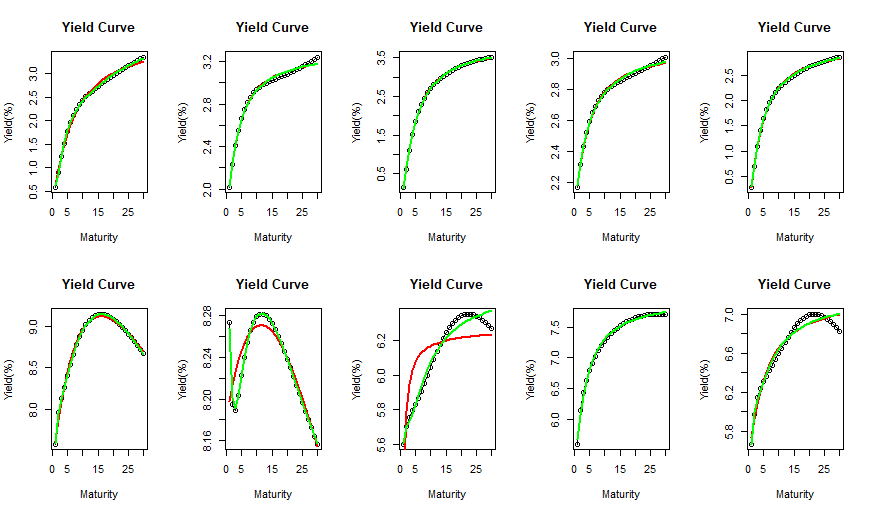 Yield Curve Yield Curve Yield Curve Yield Curve Yield Curve
Yield(%) 0.5 1.0 1.5 2.0 2.5 3.0
Yield(%) 2.0 2.4 2.8 3.2
Yield(%) 0.5 1.5 2.5 3.5
Yield(%) 2.2 2.4 2.6 2.8 3.0
Yield(%) 0.5 1.0 1.5 2.0 2.5
0 5 15 25 0 5 15 25 0 5 15 25 0 5 15 25 0 5 15 25
Maturity Maturity Maturity Maturity Maturity
Yield Curve Yield Curve Yield Curve Yield Curve Yield Curve
Yield(%) 8.0 8.5 9.0
Yield(%) 8.16 8.20 8.24 8.28
Yield(%) 5.6 5.8 6.0 6.2
Yield(%) 6.0 6.5 7.0 7.5
Yield(%) 5.8 6.2 6.6 7.0
0 5 15 25 0 5 15 25 0 5 15 25 0 5 15 25 0 5 15 25
Maturity Maturity Maturity Maturity Maturity